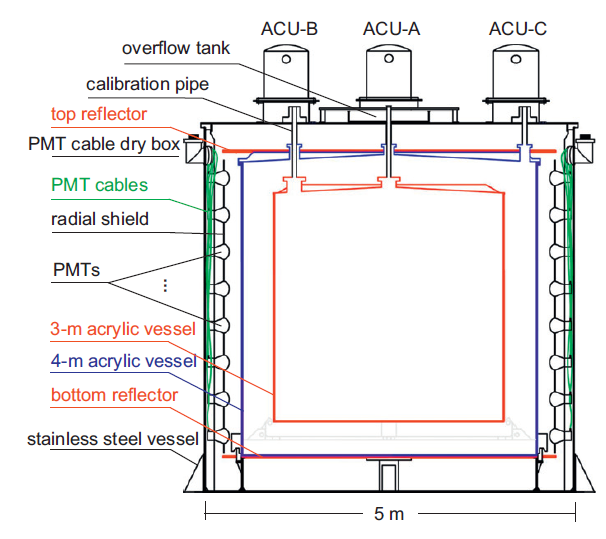 ACU-B
ACU-A
ACU-C
overflow tank
calibration pipe
top reflector
PMT cable dry box
PMT cables
radial shield
PMTs
3-m acrylic vessel
4-m acrylic vessel
bottom reflector
stainless steel vessel
5 m